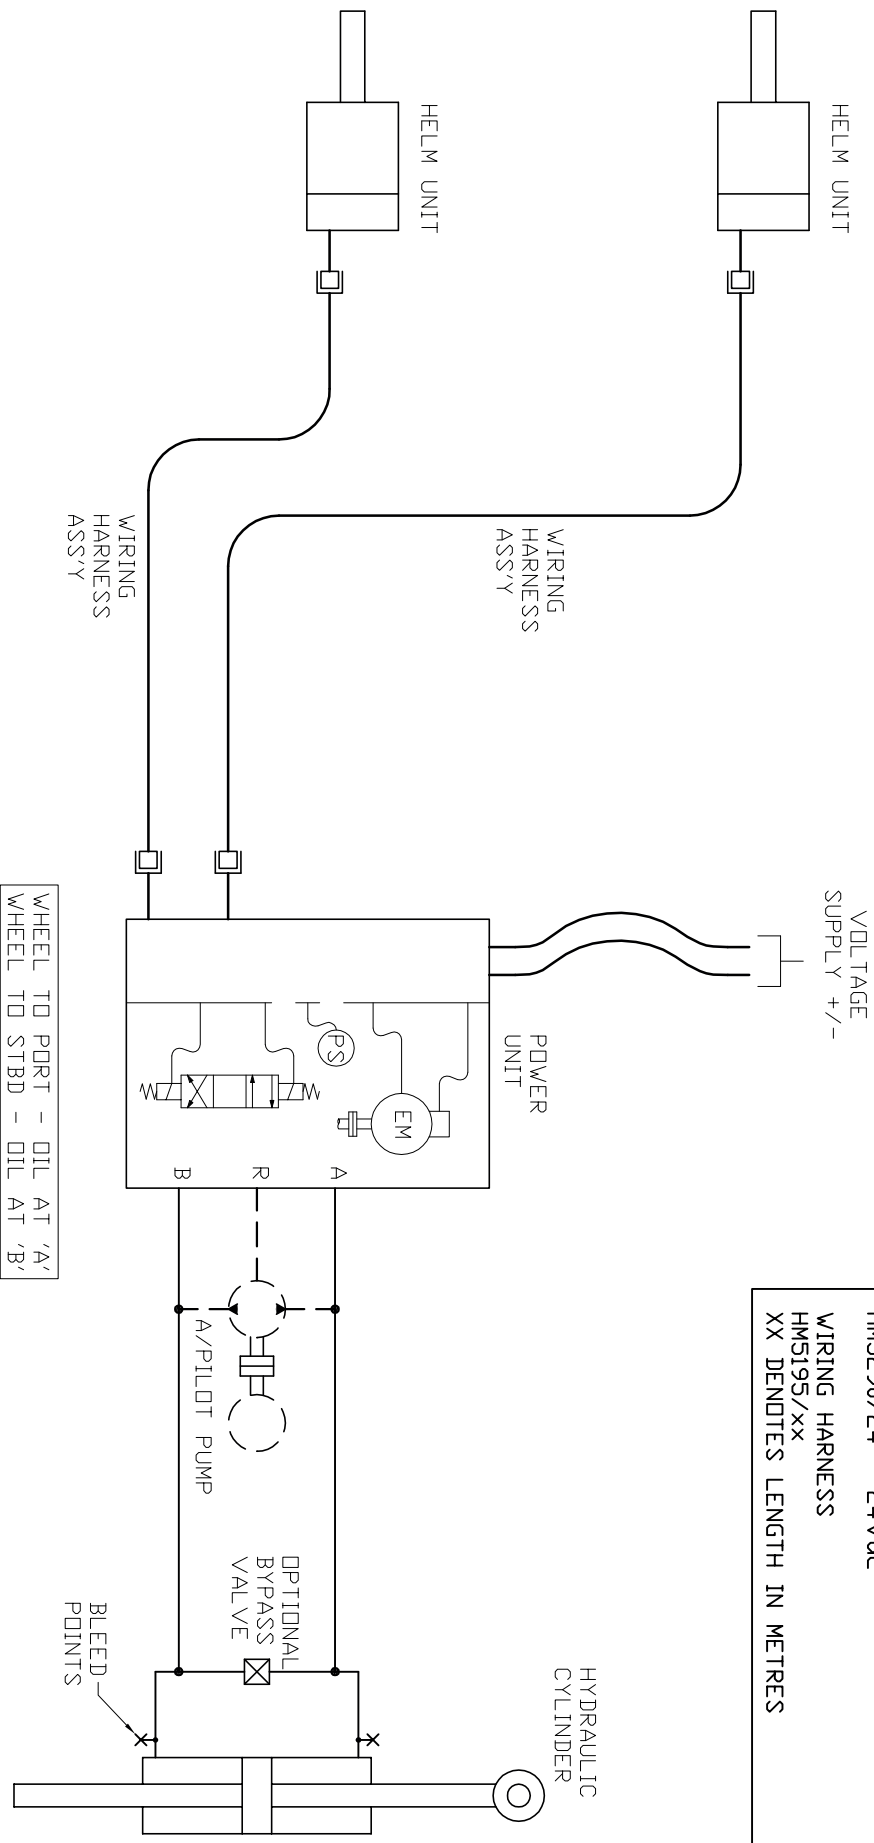 HELM UNIT
HELM UNIT
WIRING
HARNESS
ASS'Y
WIRING
HARNESS
ASS'Y
VOLTAGE
SUPPLY +/-
POWER
UNIT
PS
EM
A
R
B
WHEEL TO PORT - OIL AT 'A'
WHEEL TO STBD - OIL AT 'B'
A/PILOT PUMP
OPTIONAL
BYPASS
VALVE
BLEED
POINTS
HYDRAULIC
CYLINDER
WIRING HARNESS
HM5195/xx
XX DENOTES LENGTH IN METRES